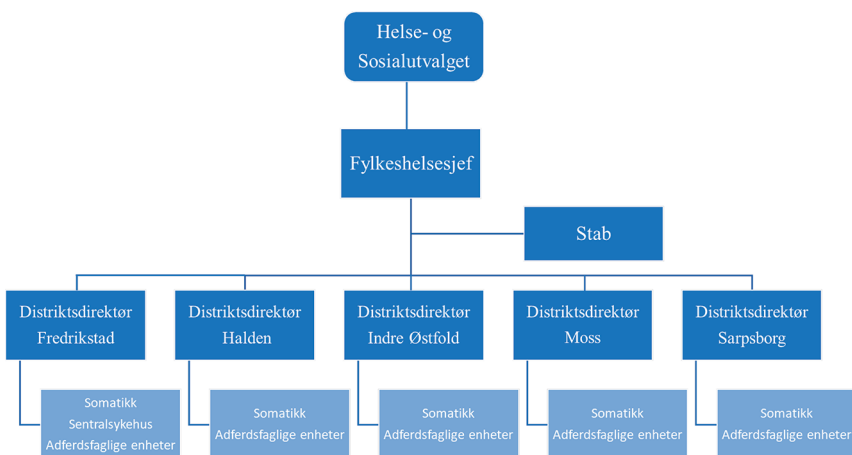 Helse- og
Sosialutvalget
Fylkeshelsesjef
Stab
Distriktsdirektør
Fredrikstad
Distriktsdirektør
Halden
Distriktsdirektør
Indre Østfold
Distriktsdirektør
Moss
Distriktsdirektør
Sarpsborg
Somatikk
Sentralsykehus
Adferdsfaglige enheter
Somatikk
Adferdsfaglige enheter
Somatikk
Adferdsfaglige enheter
Somatikk
Adferdsfaglige enheter
Somatikk
Adferdsfaglige enheter